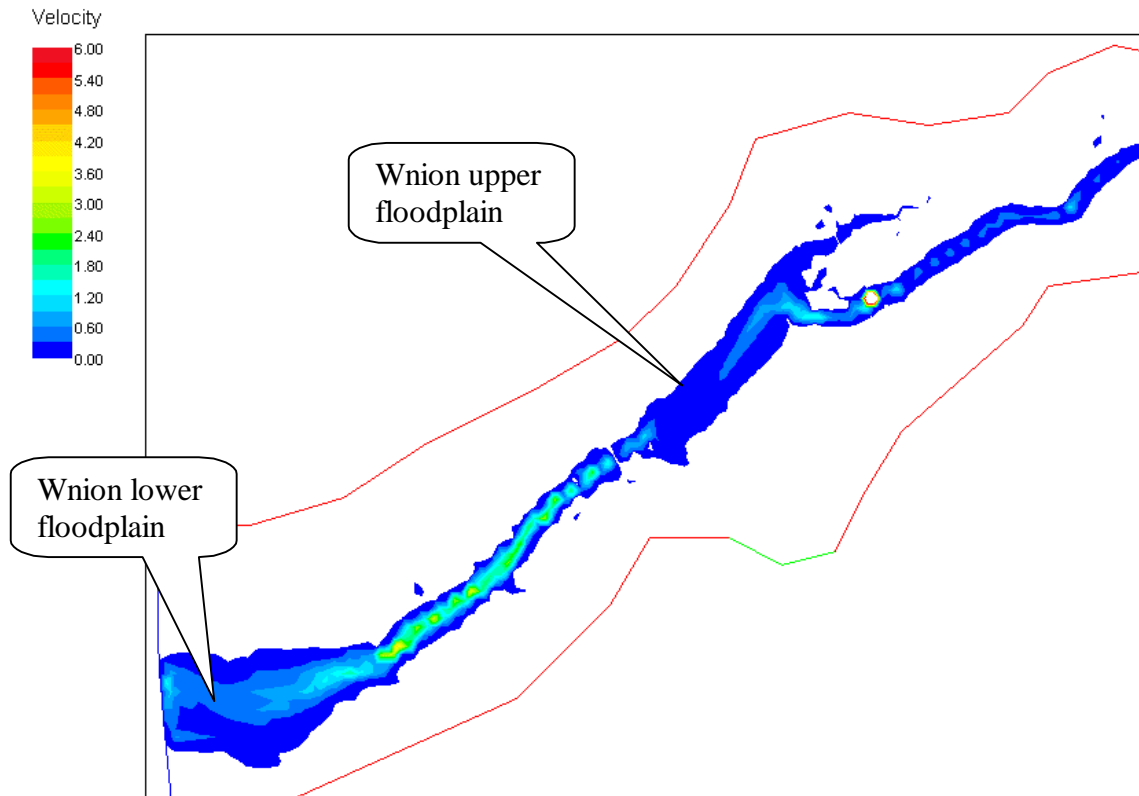 Velocity
6.00
5.40
4.80
4.20
3.60
3.00
2.40
1.80
1.20
0.60
0.00
Wnion upper
floodplain
Wnion lower
floodplain